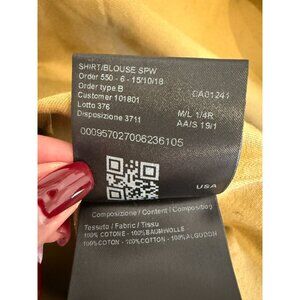 SHIRT/BLOUSE SPW
Order 550 - 6 - 15/10/18
Order type B CA01241
Customer 101801
Lotto 376 M/L 1/4R
Disposizione 3711 AA/S 19/1
000957027006236105
USA
Composizione / Content / Composition
Tessuto / Fabric / Tissu
100% COTONE - 100%BAUMWOLLE
100%COTON - 100%COTTON - 100%ALGODON